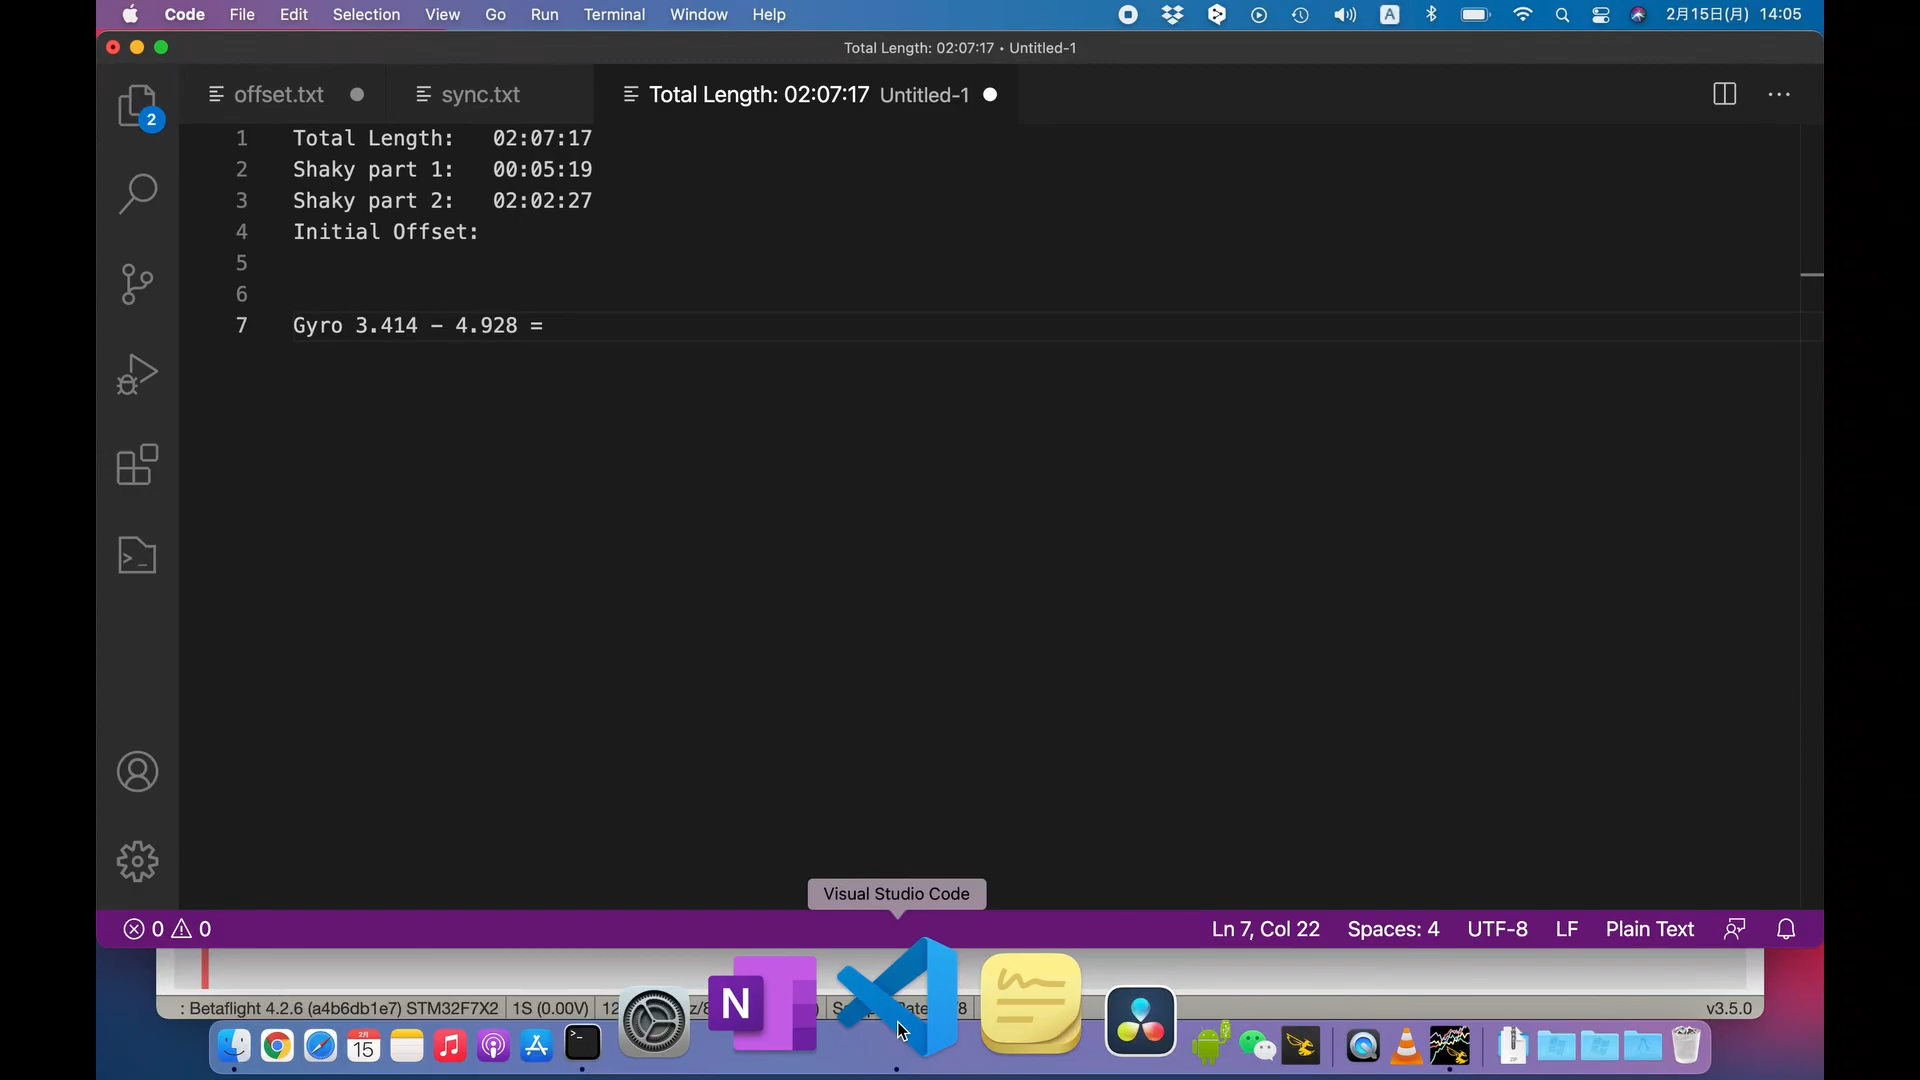 Code File Edit Selection View Go Run Terminal Window Help A 2月15日(月) 14:05
Total Length: 02:07:17 • Untitled-1
offset.txt sync.txt Total Length: 02:07:17 Untitled-1
2
1 Total Length: 02:07:17
2 Shaky part 1: 00:05:19
3 Shaky part 2: 02:02:27
4 Initial Offset:
5
6
7 Gyro 3.414 – 4.928 =
Visual Studio Code
0 0 Ln 7, Col 22 Spaces: 4 UTF-8 LF Plain Text
: Betaflight 4.2.6 (a4b6db1e7) STM32F7X2 1S (0.00V) v3.5.0
N
2月
15
ZIP